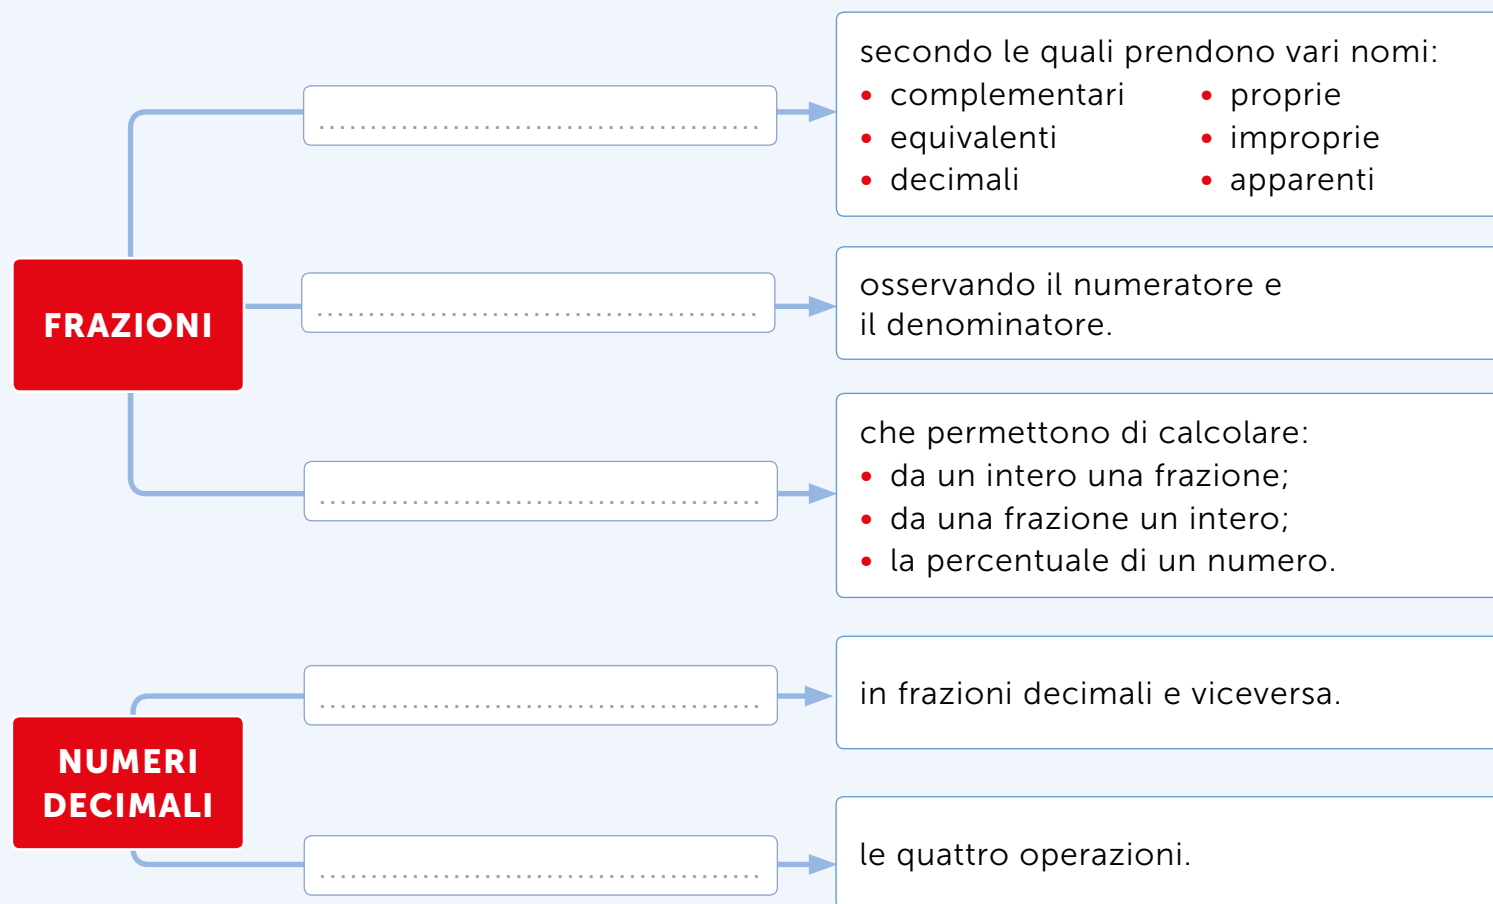 secondo le quali prendono vari nomi:
• complementari
• equivalenti
• decimali
• proprie
• improprie
• apparenti
FRAZIONI
osservando il numeratore e
il denominatore.
che permettono di calcolare:
• da un intero una frazione;
• da una frazione un intero;
• la percentuale di un numero.
NUMERI
DECIMALI
in frazioni decimali e viceversa.
le quattro operazioni.